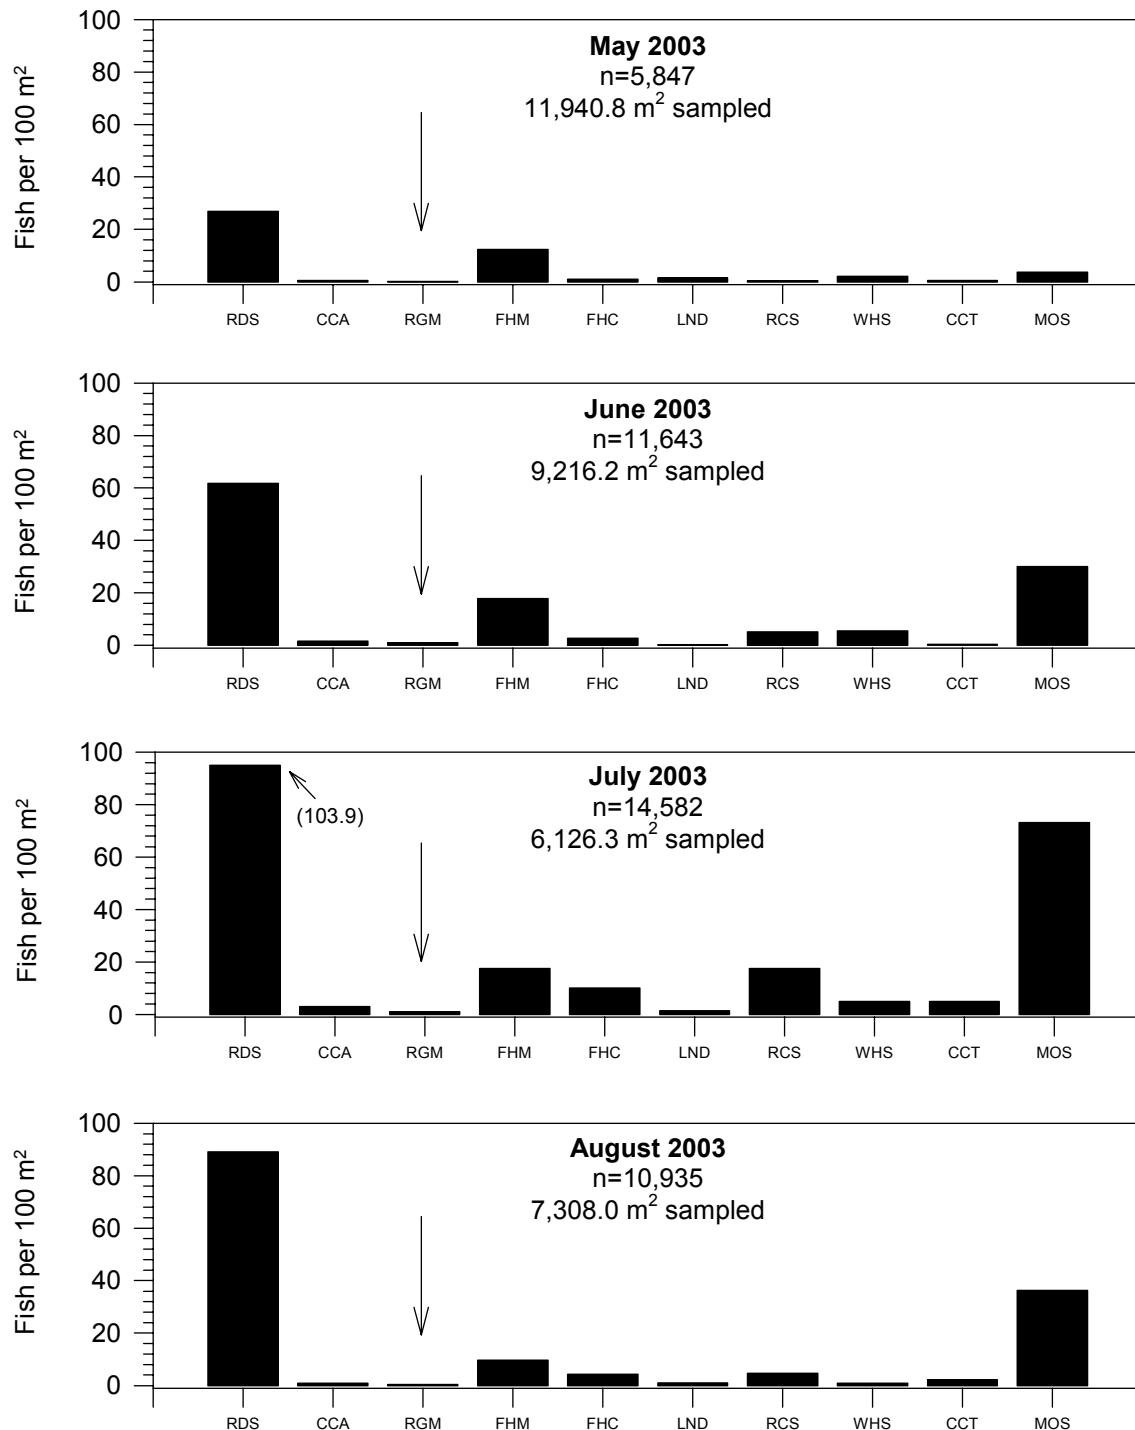 May 2003
n=5,847
11,940.8 m² sampled
Fish per 100 m²
100
80
60
40
20
0
RDS CCA RGM FHM FHC LND RCS WHS CCT MOS
June 2003
n=11,643
9,216.2 m² sampled
Fish per 100 m²
100
80
60
40
20
0
RDS CCA RGM FHM FHC LND RCS WHS CCT MOS
July 2003
n=14,582
6,126.3 m² sampled
(103.9)
Fish per 100 m²
100
80
60
40
20
0
RDS CCA RGM FHM FHC LND RCS WHS CCT MOS
August 2003
n=10,935
7,308.0 m² sampled
Fish per 100 m²
100
80
60
40
20
0
RDS CCA RGM FHM FHC LND RCS WHS CCT MOS